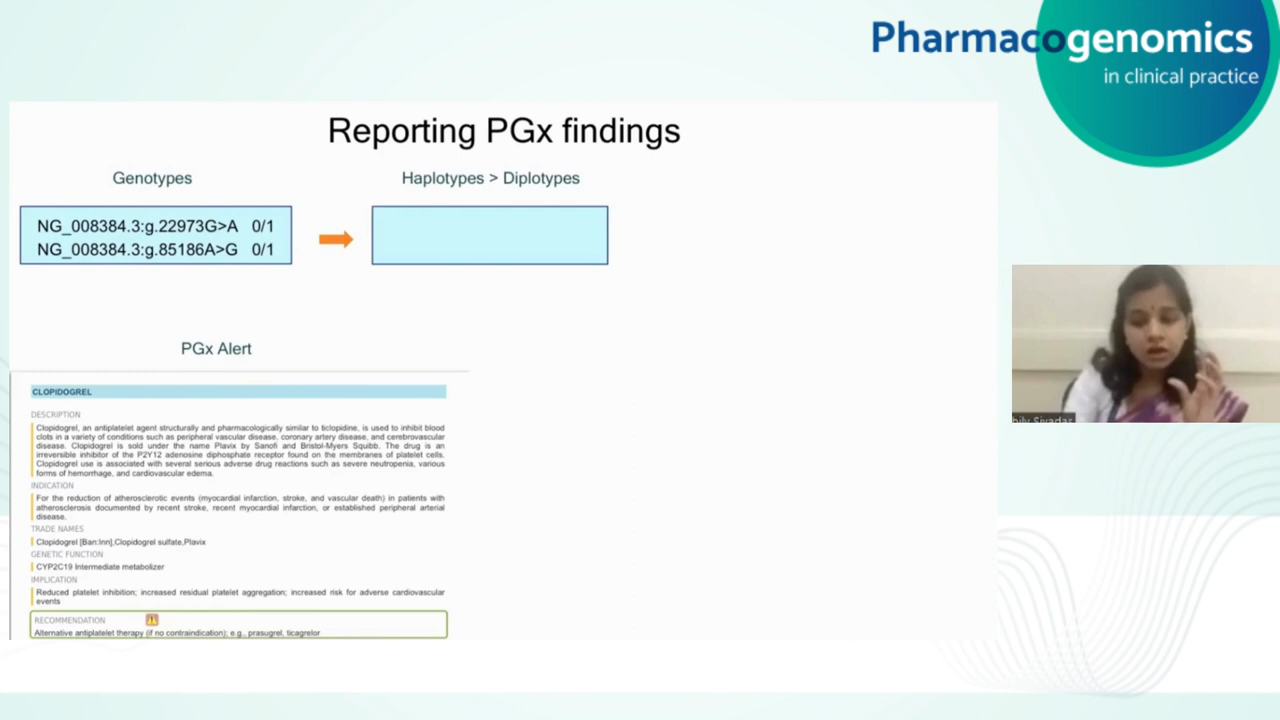 Pharmacogenomics
in clinical practice
Reporting PGx findings
Genotypes
Haplotypes > Diplotypes
NG_008384.3:g.22973G>A 0/1
NG_008384.3:g.85186A>G 0/1
PGx Alert
CLOPIDOGREL
DESCRIPTION
Clopidogrel, an antiplatelet agent structurally and pharmacologically similar to ticlopidine, is used to inhibit blood
clots in a variety of conditions such as peripheral vascular disease, coronary artery disease, and cerebrovascular
disease. Clopidogrel is sold under the name Plavix by Sanofi and Bristol-Myers Squibb. The drug is an
irreversible inhibitor of the P2Y12 adenosine diphosphate receptor found on the membranes of platelet cells.
Clopidogrel use is associated with several serious adverse drug reactions such as severe neutropenia, various
forms of hemorrhage, and cardiovascular edema.
INDICATION
For the reduction of atherosclerotic events (myocardial infarction, stroke, and vascular death) in patients with
atherosclerosis documented by recent stroke, recent myocardial infarction, or established peripheral arterial
disease.
TRADE NAMES
Clopidogrel [Ban:Inn],Clopidogrel sulfate,Plavix
GENETIC FUNCTION
CYP2C19 Intermediate metabolizer
IMPLICATION
Reduced platelet inhibition; increased residual platelet aggregation; increased risk for adverse cardiovascular
events
RECOMMENDATION
Alternative antiplatelet therapy (if no contraindication); e.g., prasugrel, ticagrelor